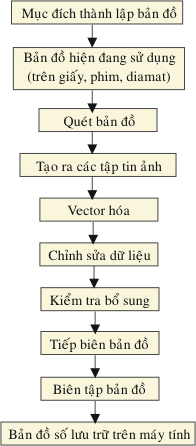 Mục đích thành lập bản đồ
Bản đồ hiện đang sử dụng
(trên giấy, phim, diamat)
Quét bản đồ
Tạo ra các tập tin ảnh
Vector hóa
Chỉnh sửa dữ liệu
Kiểm tra bổ sung
Tiếp biên bản đồ
Biên tập bản đồ
Bản đồ số lưu trữ trên máy tính